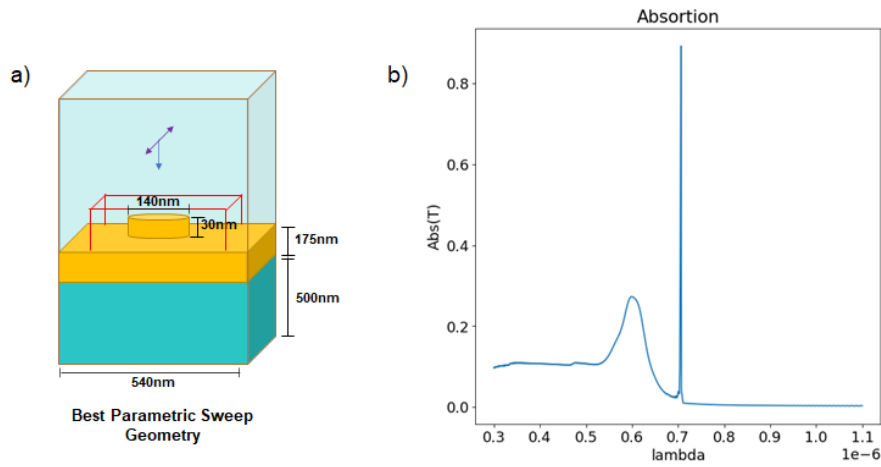 a)
140nm
30nm
175nm
500nm
540nm
Best Parametric Sweep
Geometry
b)
Absortion
Abs(T)
0.8
0.6
0.4
0.2
0.0
0.3 0.4 0.5 0.6 0.7 0.8 0.9 1.0 1.1
lambda
1e-6